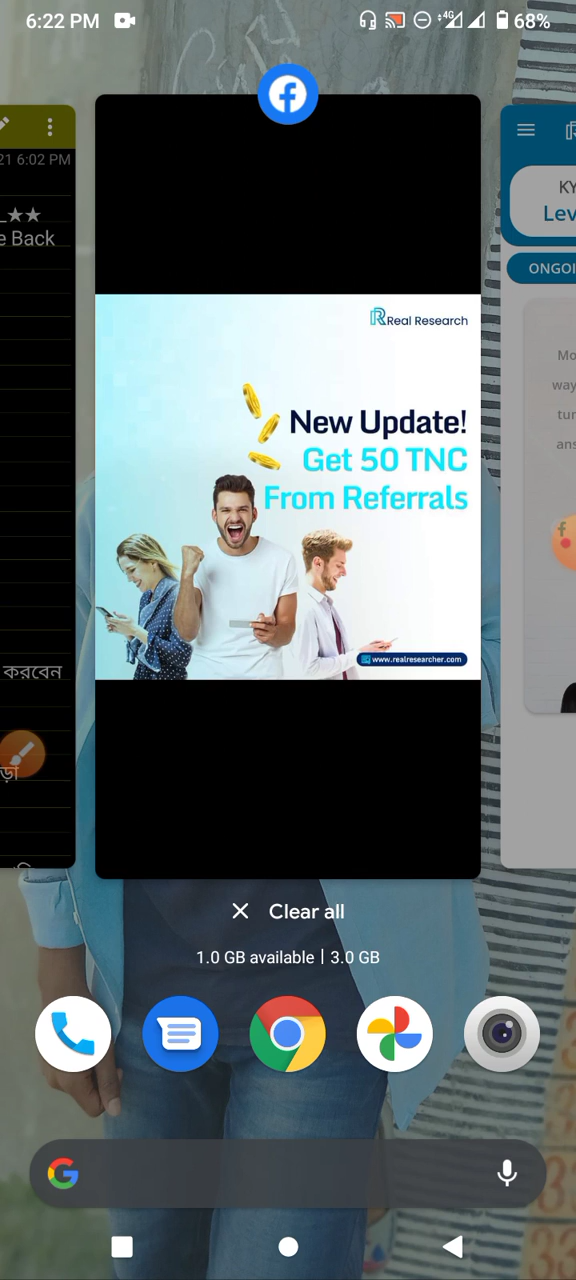 6:22 PM
4G
68%
21 6:02 PM
_★★
e Back
KY
Lev
ONGOI
Mo
way
tur
ans
Real Research
New Update!
Get 50 TNC
From Referrals
www.realresearcher.com
করবেন
ড়া
Clear all
1.0 GB available | 3.0 GB